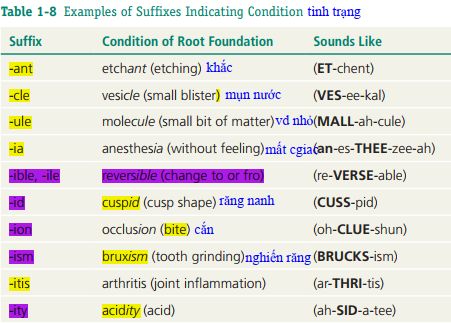 Table 1-8 Examples of Suffixes Indicating Condition tình trạng
Suffix Condition of Root Foundation Sounds Like
-ant etchant (etching) khắc (ET-chent)
-cle vesicle (small blister) mụn nước (VES-ee-kal)
-ule molecule (small bit of matter) vd nhỏ (MALL-ah-cule)
-ia anesthesia (without feeling) mất cgiac (an-es-THEE-zee-ah)
-ible, -ile reversible (change to or fro) (re-VERSE-able)
-id cuspid (cusp shape) răng nanh (CUSS-pid)
-ion occlusion (bite) cắn (oh-CLUE-shun)
-ism bruxism (tooth grinding) nghiến răng (BRUCKS-ism)
-itis arthritis (joint inflammation) (ar-THRI-tis)
-ity acidity (acid) (ah-SID-a-tee)